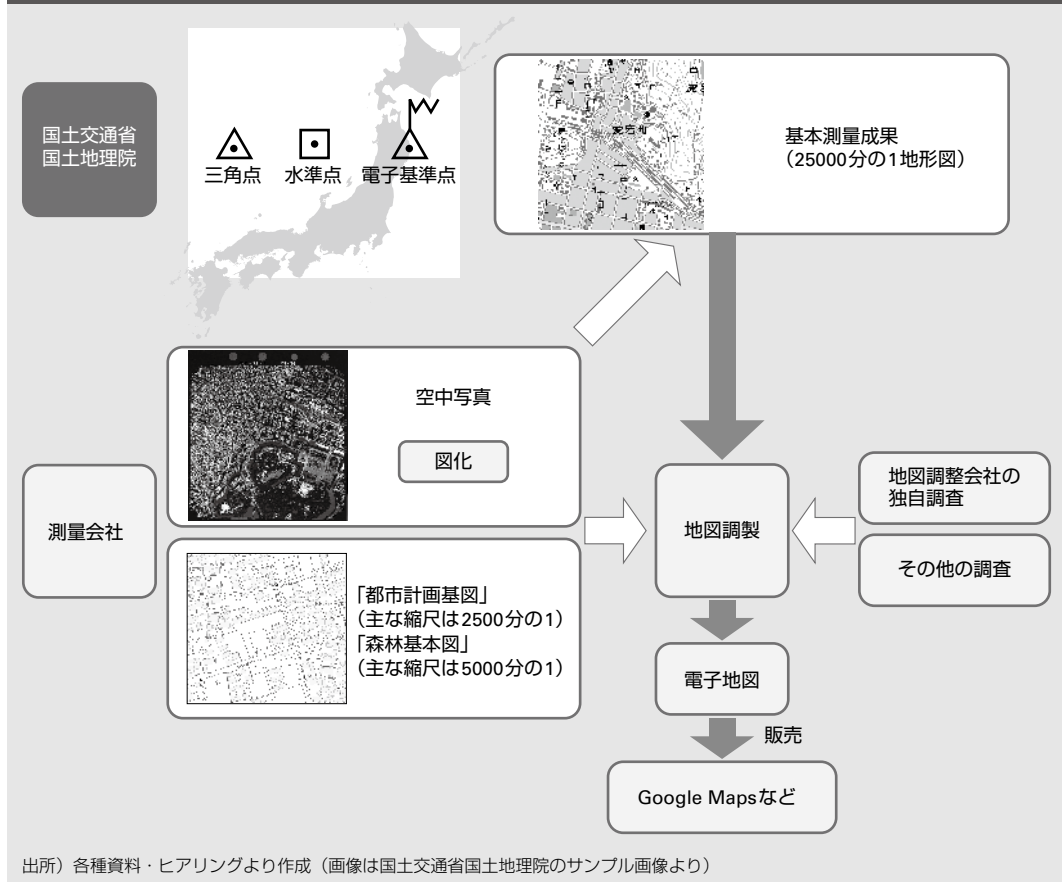 国土交通省
国土地理院
三角点
水準点
電子基準点
基本測量成果
（25000分の1地形図）
空中写真
図化
測量会社
「都市計画基図」
（主な縮尺は2500分の1）
「森林基本図」
（主な縮尺は5000分の1）
地図調製
地図調整会社の
独自調査
その他の調査
電子地図
販売
Google Mapsなど
出所）各種資料・ヒアリングより作成（画像は国土交通省国土地理院のサンプル画像より）